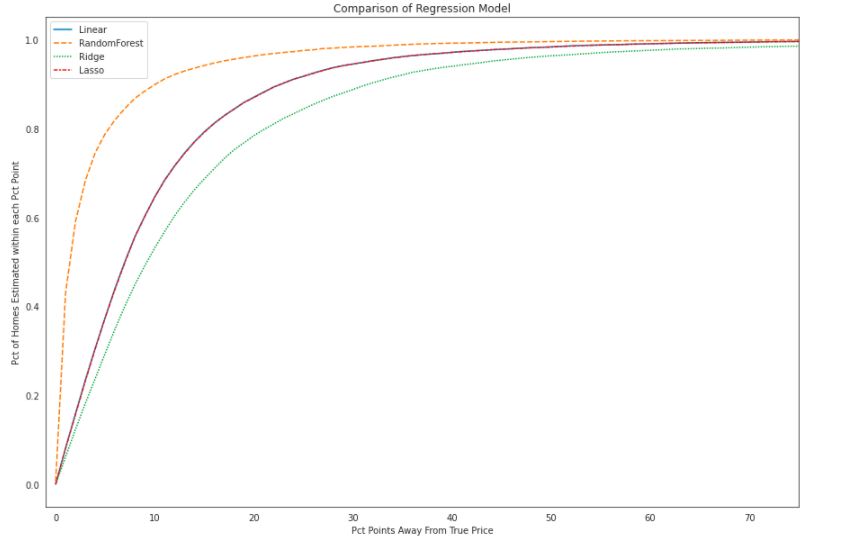 Comparison of Regression Model
Linear
RandomForest
Ridge
Lasso
1.0
0.8
0.6
0.4
0.2
0.0
Pct of Homes Estimated within each Pct Point
0 10 20 30 40 50 60 70
Pct Points Away From True Price